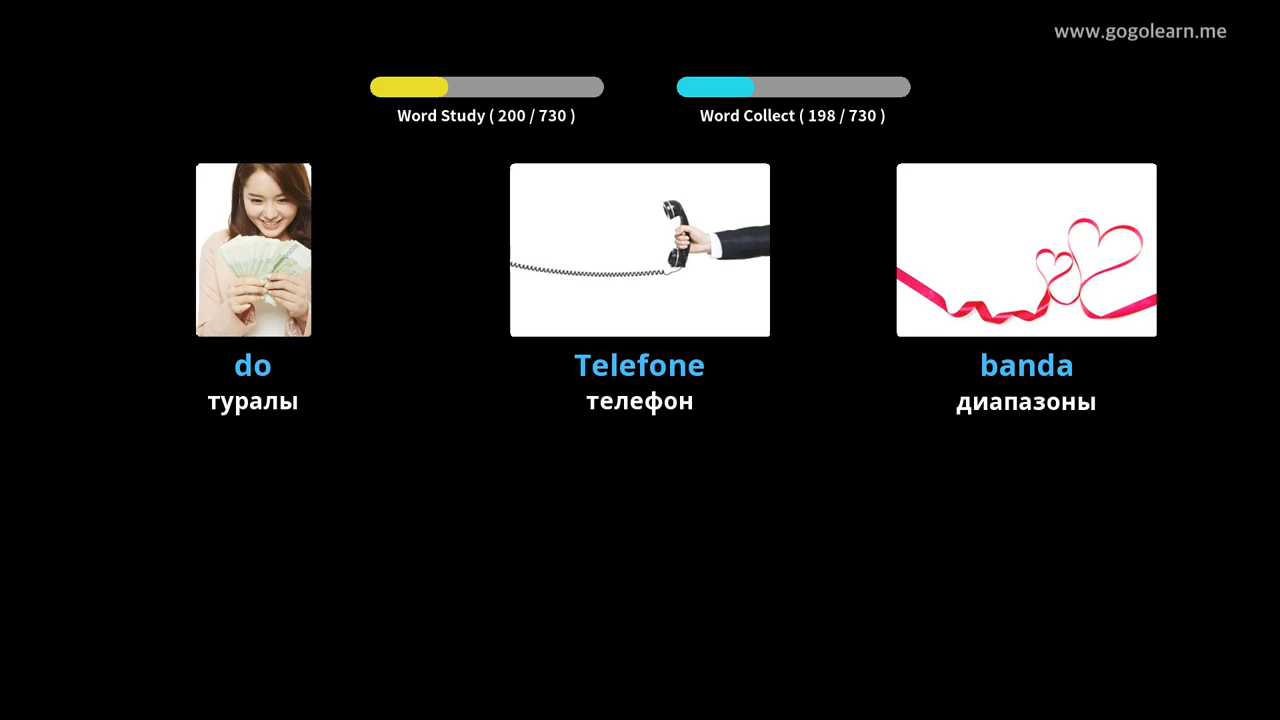 www.gogolearn.me
Word Study ( 200 / 730 )
Word Collect ( 198 / 730 )
do
туралы
Telefone
телефон
banda
диапазоны